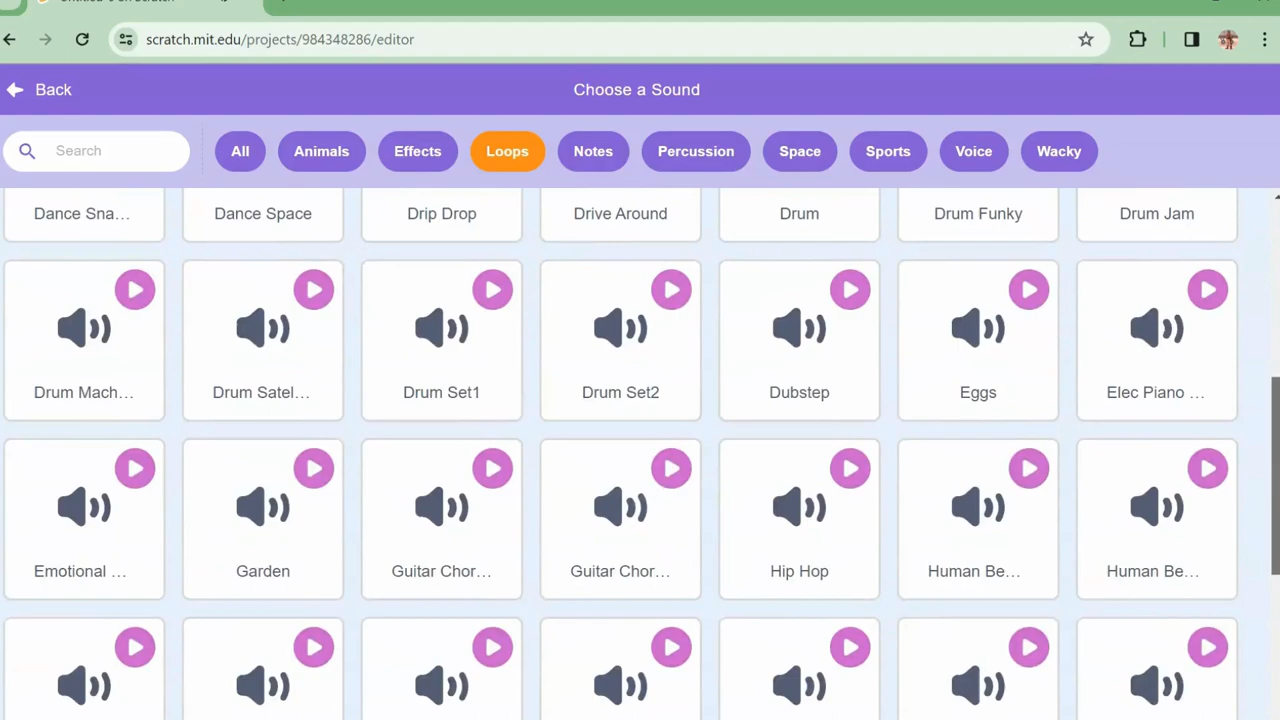 scratch.mit.edu/projects/984348286/editor
Back
Choose a Sound
Search
All
Animals
Effects
Loops
Notes
Percussion
Space
Sports
Voice
Wacky
Dance Sna…
Dance Space
Drip Drop
Drive Around
Drum
Drum Funky
Drum Jam
Drum Mach…
Drum Satel…
Drum Set1
Drum Set2
Dubstep
Eggs
Elec Piano …
Emotional …
Garden
Guitar Chor…
Guitar Chor…
Hip Hop
Human Be…
Human Be…